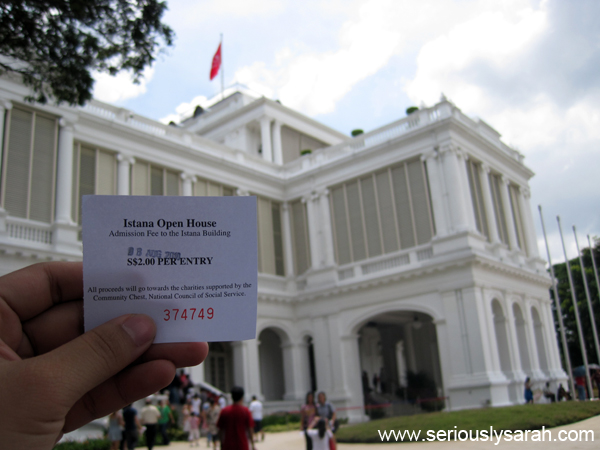 Istana Open House
Admission Fee to the Istana Building
S$2.00 PER ENTRY
All proceeds will go towards the charities supported by the
Community Chest, National Council of Social Service.
374749
www.seriouslysarah.com